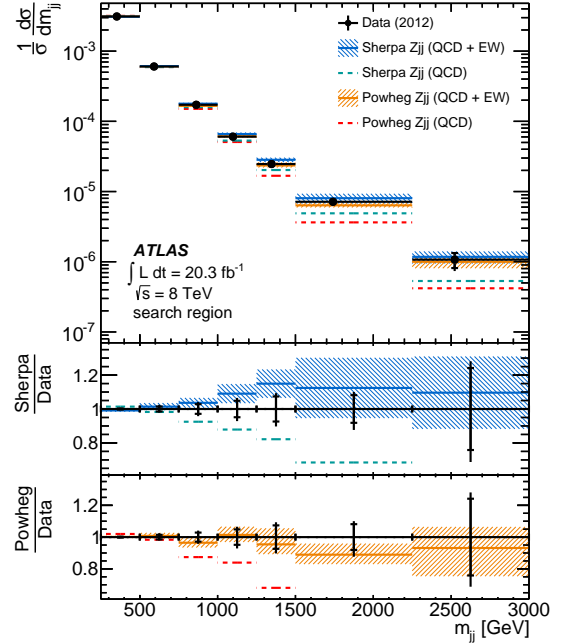 1/σ dσ/dm_jj
10⁻³
10⁻⁴
10⁻⁵
10⁻⁶
10⁻⁷
Data (2012)
Sherpa Zjj (QCD + EW)
Sherpa Zjj (QCD)
Powheg Zjj (QCD + EW)
Powheg Zjj (QCD)
ATLAS
∫ L dt = 20.3 fb⁻¹
√s = 8 TeV
search region
Sherpa
Data
1.2
1
0.8
Powheg
Data
1.2
1
0.8
500 1000 1500 2000 2500 3000
m_jj [GeV]